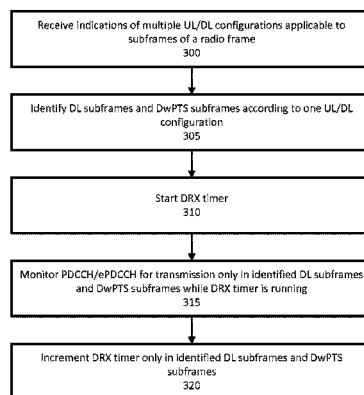 Receive indications of multiple UL/DL configurations applicable to
subframes of a radio frame
300
Identify DL subframes and DwPTS subframes according to one UL/DL
configuration
305
Start DRX timer
310
Monitor PDCCH/ePDCCH for transmission only in identified DL subframes
and DwPTS subframes while DRX timer is running
315
Increment DRX timer only in identified DL subframes and DwPTS
subframes
320